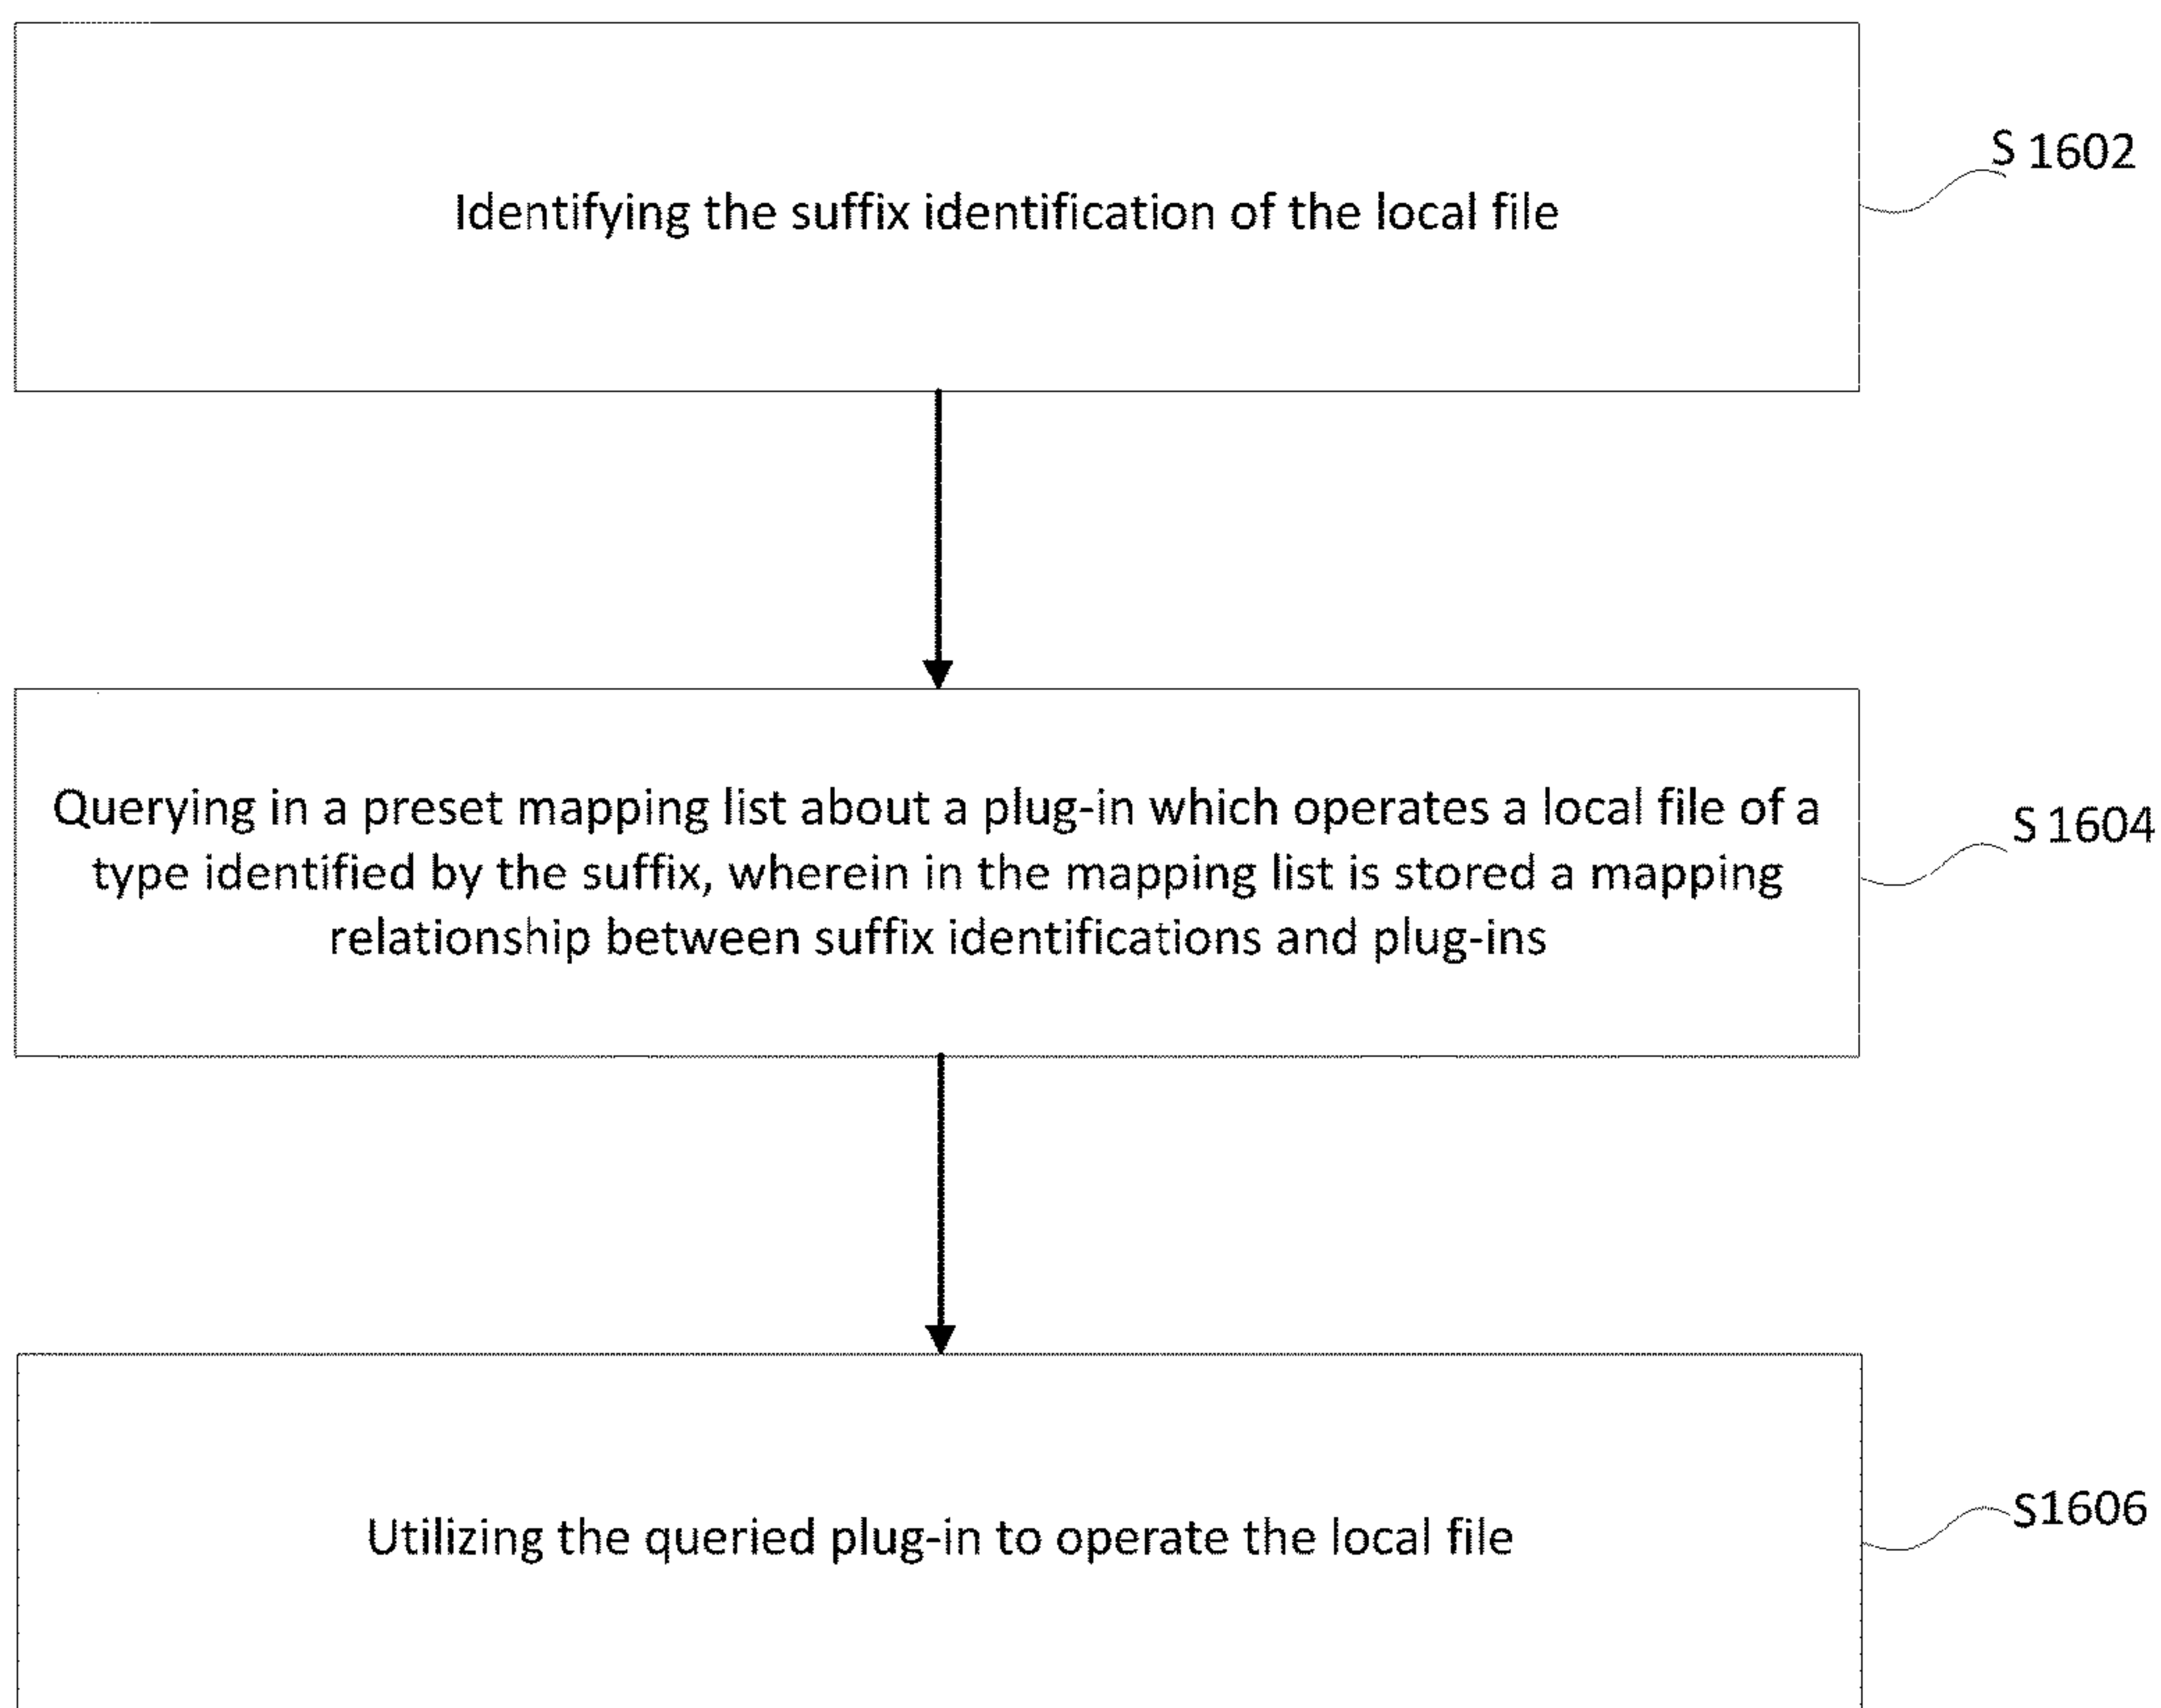 Identifying the suffix identification of the local file
S 1602
Querying in a preset mapping list about a plug-in which operates a local file of a
type identified by the suffix, wherein in the mapping list is stored a mapping
relationship between suffix identifications and plug-ins
S 1604
Utilizing the queried plug-in to operate the local file
S1606